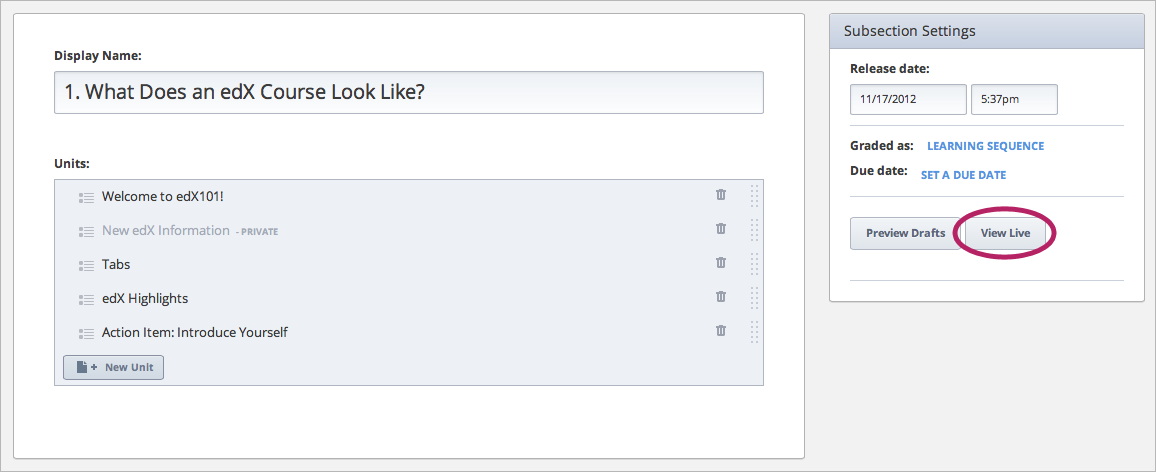 Display Name:
1. What Does an edX Course Look Like?
Units:
Welcome to edX101!
New edX Information - PRIVATE
Tabs
edX Highlights
Action Item: Introduce Yourself
+ New Unit
Subsection Settings
Release date:
11/17/2012 5:37pm
Graded as: LEARNING SEQUENCE
Due date: SET A DUE DATE
Preview Drafts View Live